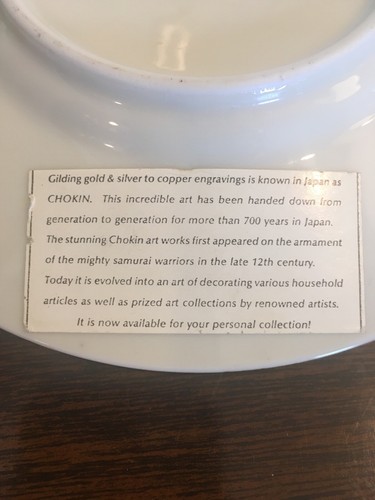 Gilding gold & silver to copper engravings is known in Japan as
CHOKIN. This incredible art has been handed down from
generation to generation for more than 700 years in Japan.
The stunning Chokin art works first appeared on the armament
of the mighty samurai warriors in the late 12th century.
Today it is evolved into an art of decorating various household
articles as well as prized art collections by renowned artists.
It is now available for your personal collection!